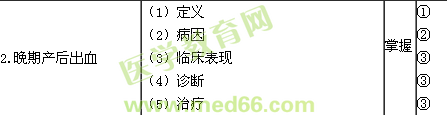 2.晚期产后出血
（1）定义
（2）病因
（3）临床表现
（4）诊断
（5）治疗
掌握
①
②
③
③
③
医学教育网
www.med66.com